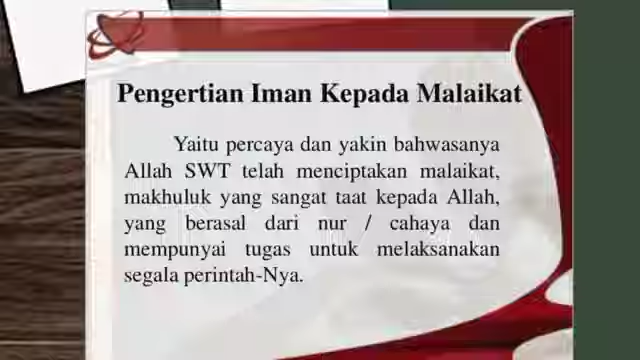 Pengertian Iman Kepada Malaikat
Yaitu percaya dan yakin bahwasanya
Allah SWT telah menciptakan malaikat,
makhuluk yang sangat taat kepada Allah,
yang berasal dari nur / cahaya dan
mempunyai tugas untuk melaksanakan
segala perintah-Nya.